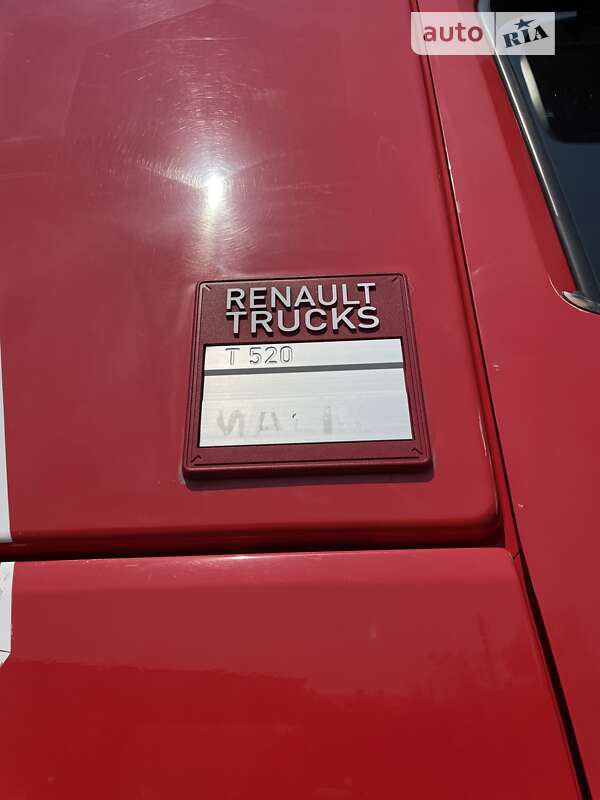 auto RIA
RENAULT
TRUCKS
T 520